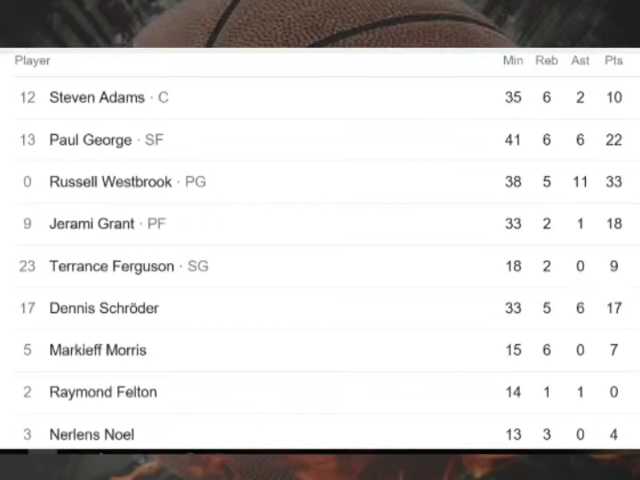 Player Min Reb Ast Pts
12 Steven Adams · C 35 6 2 10
13 Paul George · SF 41 6 6 22
0 Russell Westbrook · PG 38 5 11 33
9 Jerami Grant · PF 33 2 1 18
23 Terrance Ferguson · SG 18 2 0 9
17 Dennis Schröder 33 5 6 17
5 Markieff Morris 15 6 0 7
2 Raymond Felton 14 1 1 0
3 Nerlens Noel 13 3 0 4